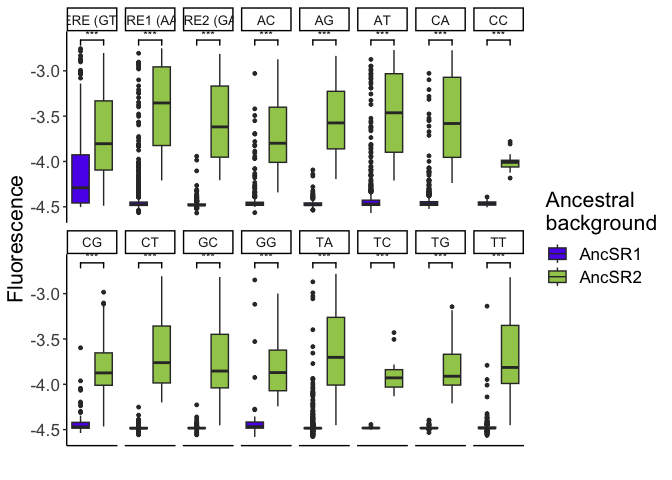 ERE (GT
RE1 (AA
RE2 (GA
AC
AG
AT
CA
CC
*** *** *** *** *** *** *** ***
-3.0
-3.5
-4.0
-4.5
CG
CT
GC
GG
TA
TC
TG
TT
*** *** *** *** *** *** *** ***
-3.0
-3.5
-4.0
-4.5
Fluorescence
Ancestral
background
AncSR1
AncSR2